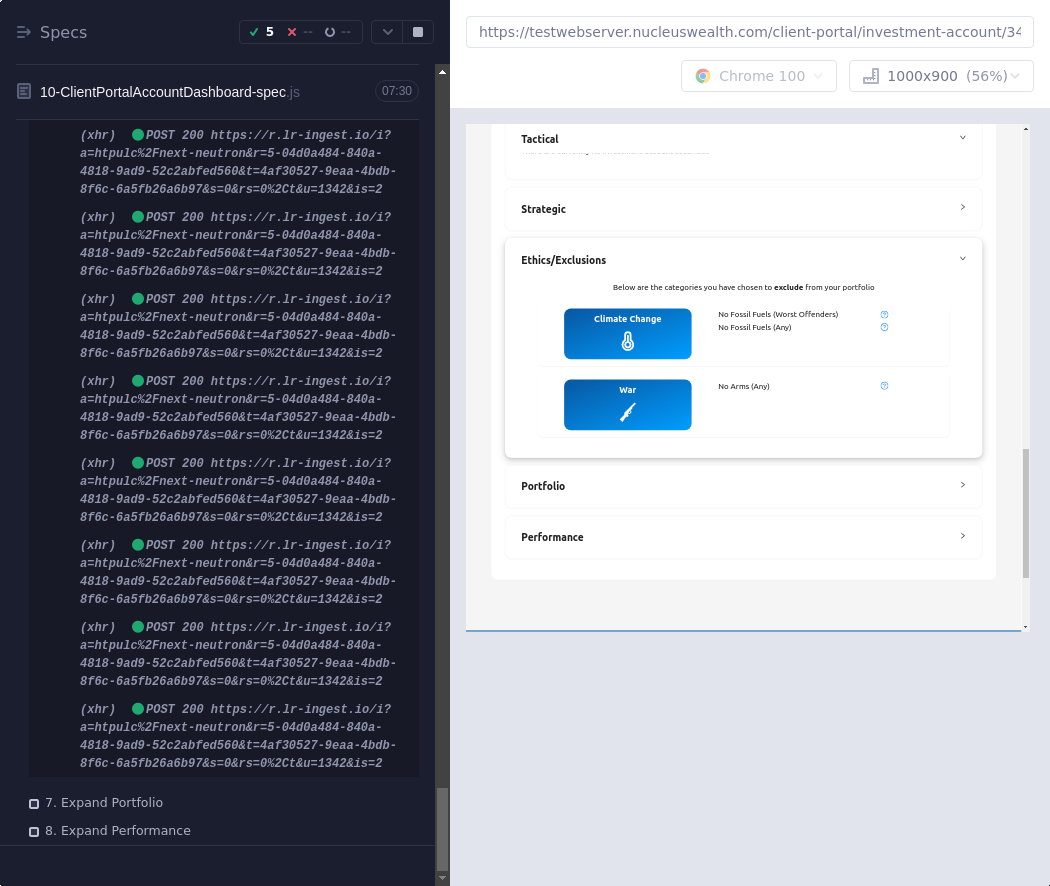 Specs
5
--
--
10-ClientPortalAccountDashboard-spec.js
07:30
(xhr) POST 200 https://r.lr-ingest.io/i?
a=htpulc%2Fnext-neutron&r=5-04d0a484-840a-
4818-9ad9-52c2abfed560&t=4af30527-9eaa-4bdb-
8f6c-6a5fb26a6b97&s=0&rs=0%2Ct&u=1342&is=2
(xhr) POST 200 https://r.lr-ingest.io/i?
a=htpulc%2Fnext-neutron&r=5-04d0a484-840a-
4818-9ad9-52c2abfed560&t=4af30527-9eaa-4bdb-
8f6c-6a5fb26a6b97&s=0&rs=0%2Ct&u=1342&is=2
(xhr) POST 200 https://r.lr-ingest.io/i?
a=htpulc%2Fnext-neutron&r=5-04d0a484-840a-
4818-9ad9-52c2abfed560&t=4af30527-9eaa-4bdb-
8f6c-6a5fb26a6b97&s=0&rs=0%2Ct&u=1342&is=2
(xhr) POST 200 https://r.lr-ingest.io/i?
a=htpulc%2Fnext-neutron&r=5-04d0a484-840a-
4818-9ad9-52c2abfed560&t=4af30527-9eaa-4bdb-
8f6c-6a5fb26a6b97&s=0&rs=0%2Ct&u=1342&is=2
(xhr) POST 200 https://r.lr-ingest.io/i?
a=htpulc%2Fnext-neutron&r=5-04d0a484-840a-
4818-9ad9-52c2abfed560&t=4af30527-9eaa-4bdb-
8f6c-6a5fb26a6b97&s=0&rs=0%2Ct&u=1342&is=2
(xhr) POST 200 https://r.lr-ingest.io/i?
a=htpulc%2Fnext-neutron&r=5-04d0a484-840a-
4818-9ad9-52c2abfed560&t=4af30527-9eaa-4bdb-
8f6c-6a5fb26a6b97&s=0&rs=0%2Ct&u=1342&is=2
(xhr) POST 200 https://r.lr-ingest.io/i?
a=htpulc%2Fnext-neutron&r=5-04d0a484-840a-
4818-9ad9-52c2abfed560&t=4af30527-9eaa-4bdb-
8f6c-6a5fb26a6b97&s=0&rs=0%2Ct&u=1342&is=2
(xhr) POST 200 https://r.lr-ingest.io/i?
a=htpulc%2Fnext-neutron&r=5-04d0a484-840a-
4818-9ad9-52c2abfed560&t=4af30527-9eaa-4bdb-
8f6c-6a5fb26a6b97&s=0&rs=0%2Ct&u=1342&is=2
7. Expand Portfolio
8. Expand Performance
https://testwebserver.nucleuswealth.com/client-portal/investment-account/34
Chrome 100
1000x900 (56%)
Tactical
Strategic
Ethics/Exclusions
Below are the categories you have chosen to exclude from your portfolio
Climate Change
No Fossil Fuels (Worst Offenders)
No Fossil Fuels (Any)
War
No Arms (Any)
Portfolio
Performance